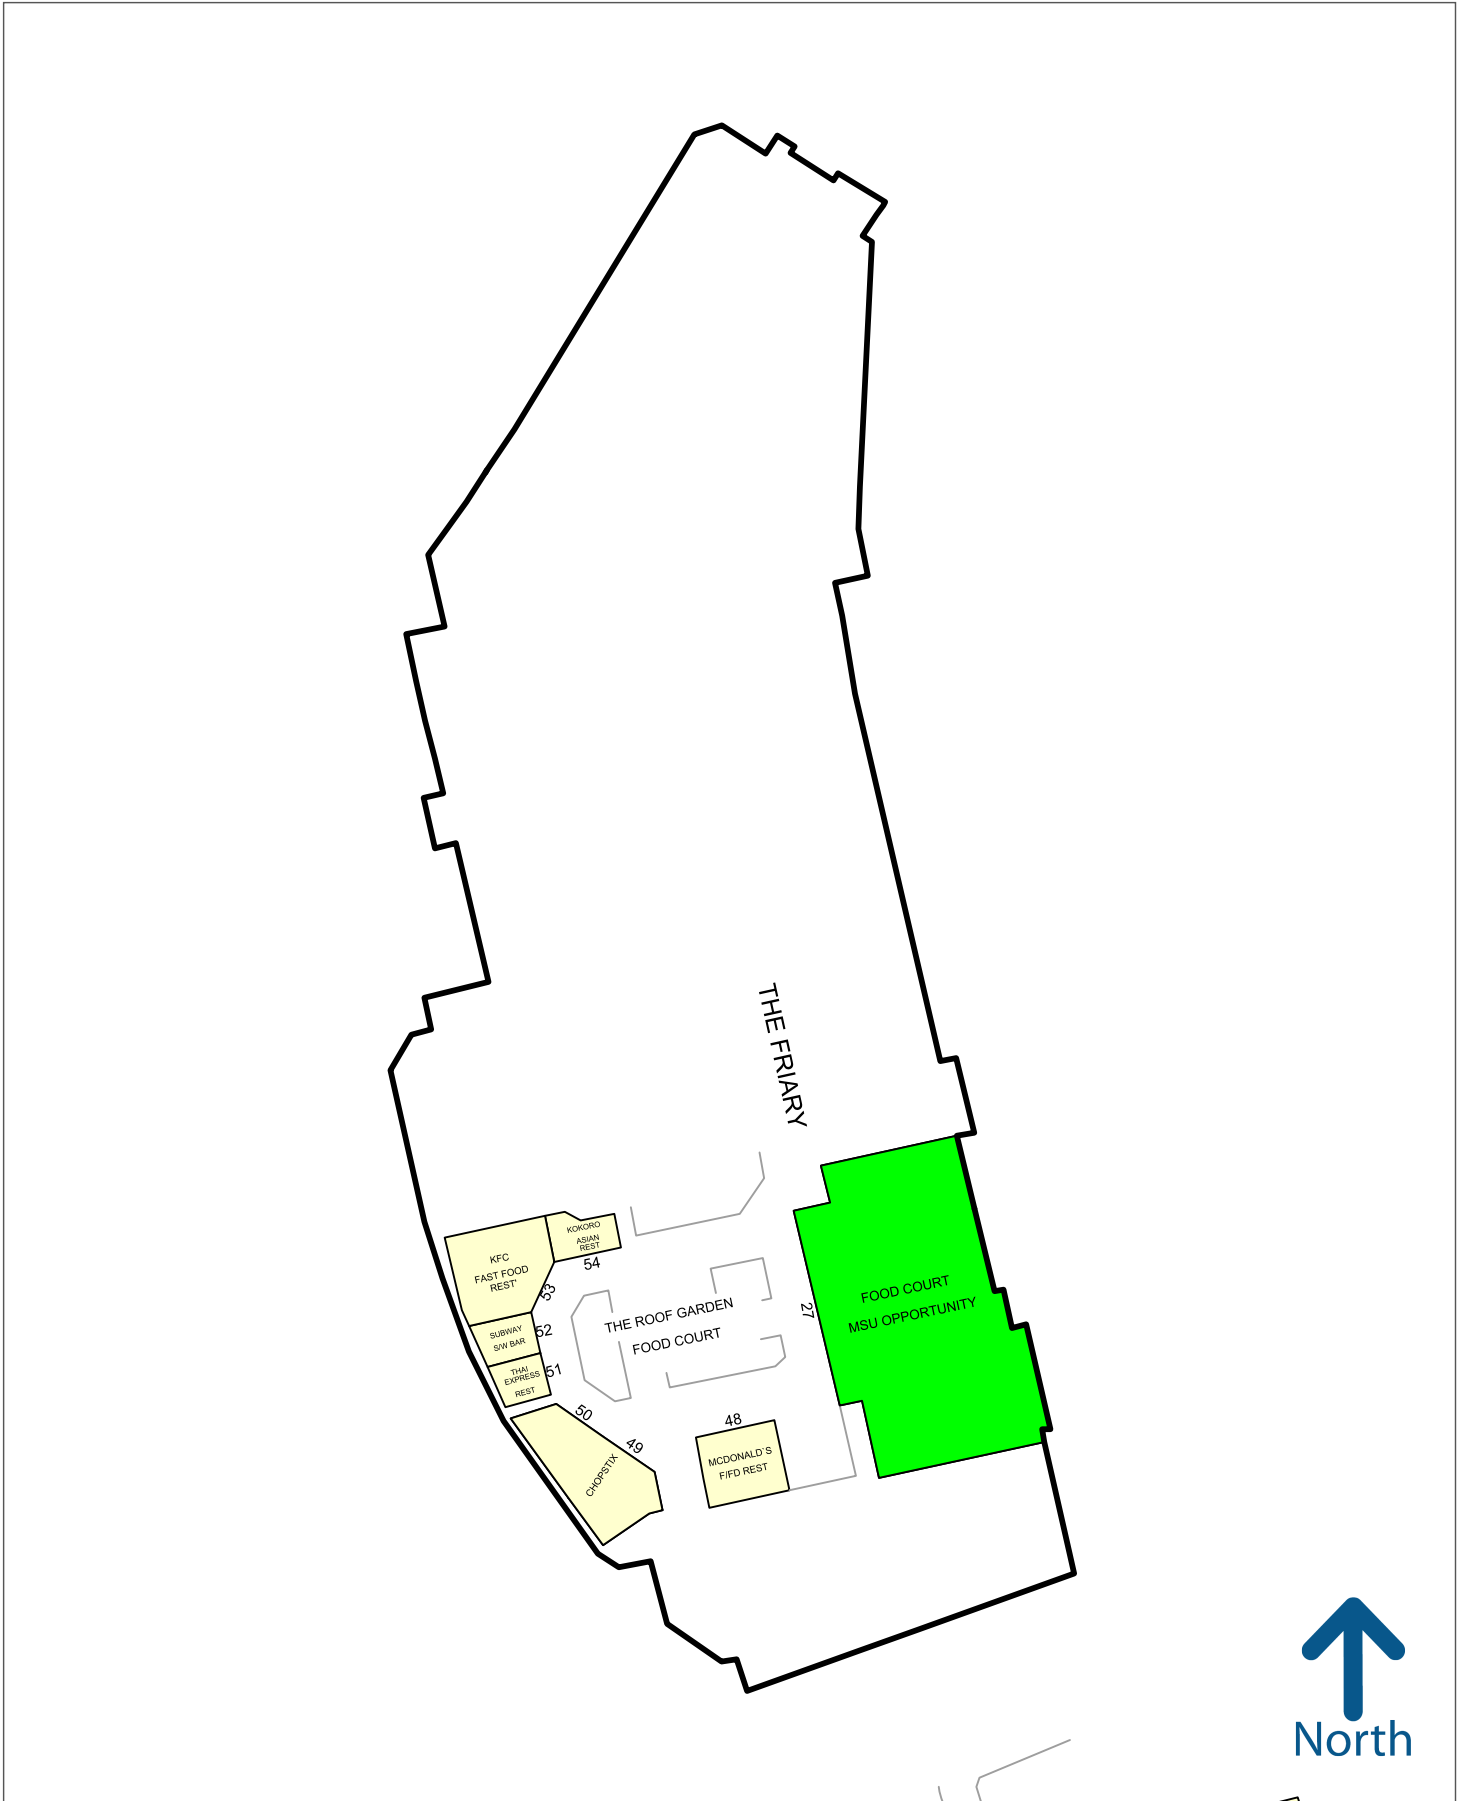 THE FRIARY
KOKORO
ASIAN
REST
54
KFC
FAST FOOD
REST'
53
SUBWAY
S/W BAR
52
THAI
EXPRESS
REST
51
THE ROOF GARDEN
FOOD COURT
27
FOOD COURT
MSU OPPORTUNITY
50
49
CHOPSTIX
48
MCDONALD`S
F/FD REST
North